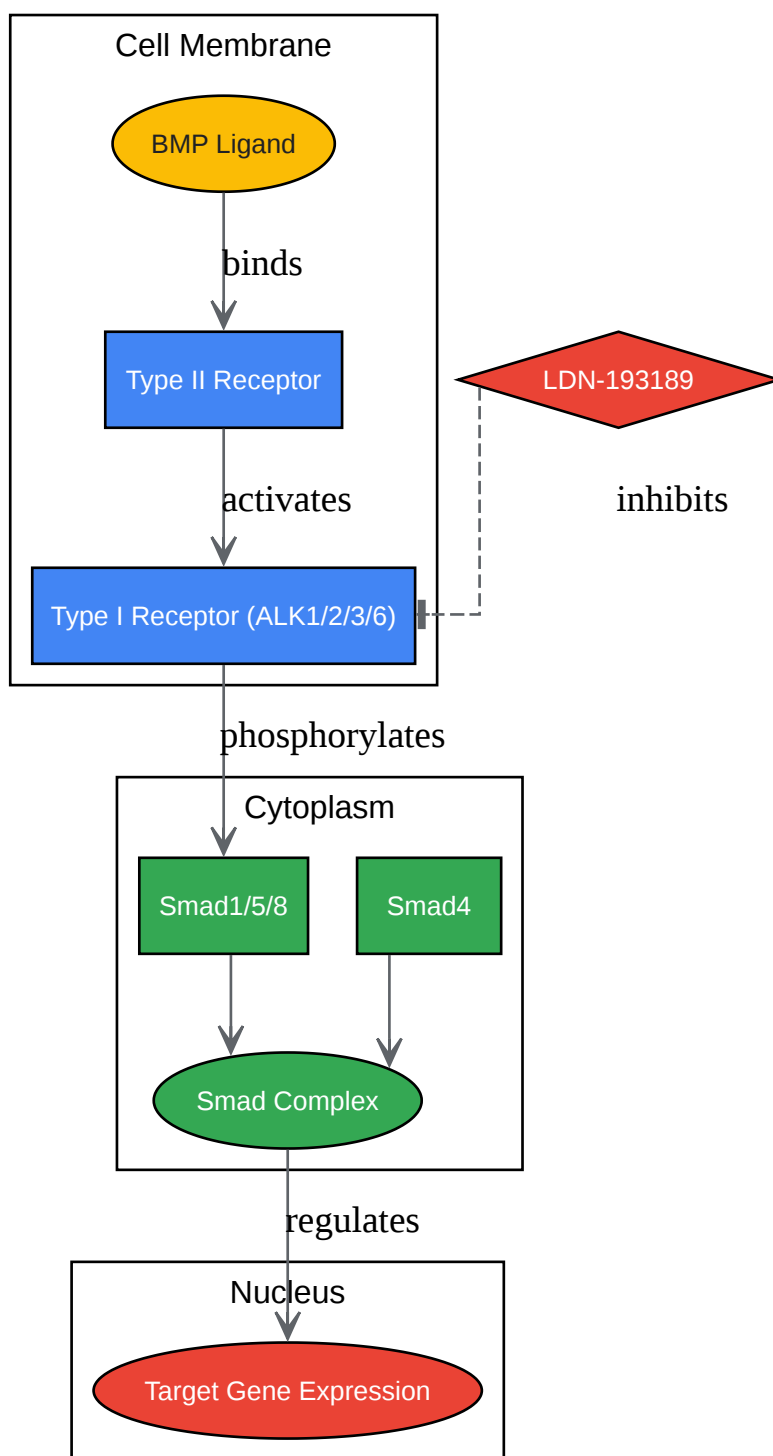 Cell Membrane
BMP Ligand
binds
Type II Receptor
LDN-193189
activates
inhibits
Type I Receptor (ALK1/2/3/6)
phosphorylates
Cytoplasm
Smad1/5/8
Smad4
Smad Complex
regulates
Nucleus
Target Gene Expression